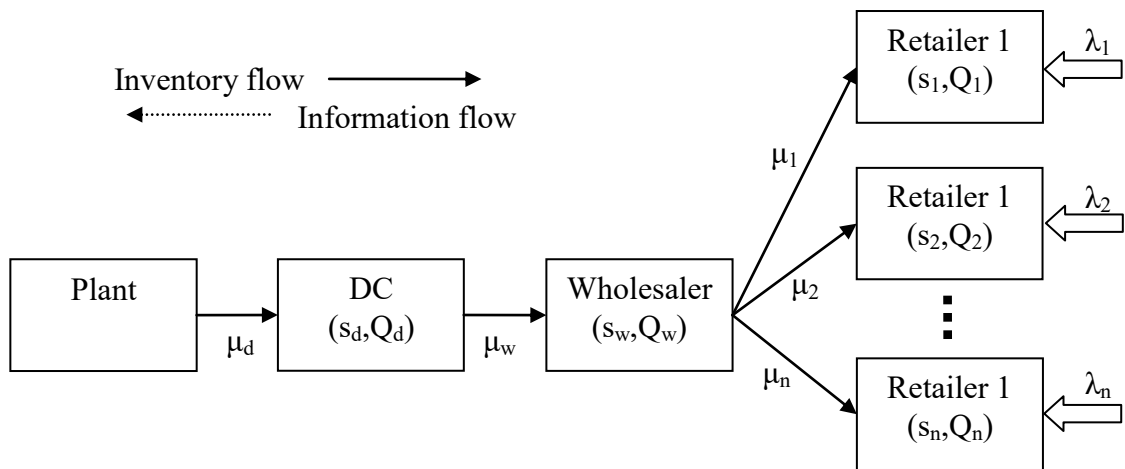 Inventory flow
Information flow
Plant
μd
DC
(sd,Qd)
μw
Wholesaler
(sw,Qw)
μ1
μ2
μn
Retailer 1
(s1,Q1)
λ1
Retailer 1
(s2,Q2)
λ2
Retailer 1
(sn,Qn)
λn